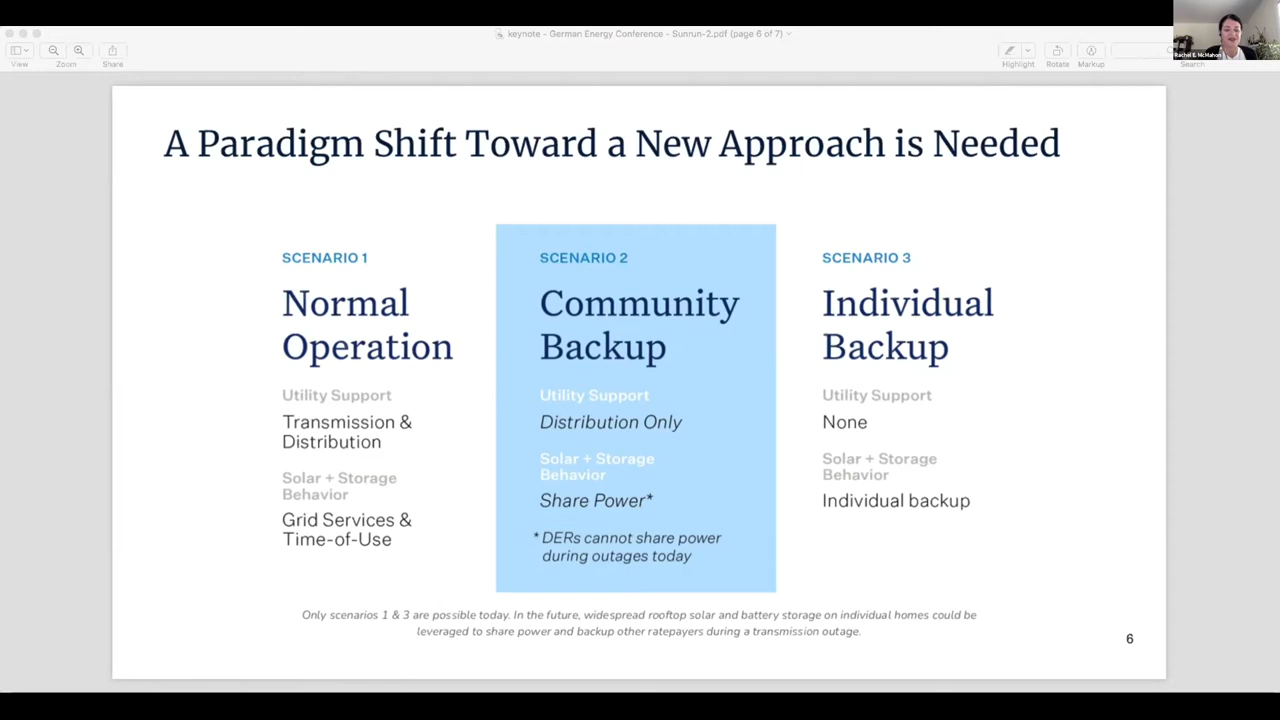 keynote - German Energy Conference - Sunrun-2.pdf (page 6 of 7)
View
Zoom
Share
Highlight
Rotate
Markup
Search
Rachel E. McMahon
A Paradigm Shift Toward a New Approach is Needed
SCENARIO 1
Normal
Operation
Utility Support
Transmission &
Distribution
Solar + Storage
Behavior
Grid Services &
Time-of-Use
SCENARIO 2
Community
Backup
Utility Support
Distribution Only
Solar + Storage
Behavior
Share Power*
* DERs cannot share power
during outages today
SCENARIO 3
Individual
Backup
Utility Support
None
Solar + Storage
Behavior
Individual backup
Only scenarios 1 & 3 are possible today. In the future, widespread rooftop solar and battery storage on individual homes could be
leveraged to share power and backup other ratepayers during a transmission outage.
6